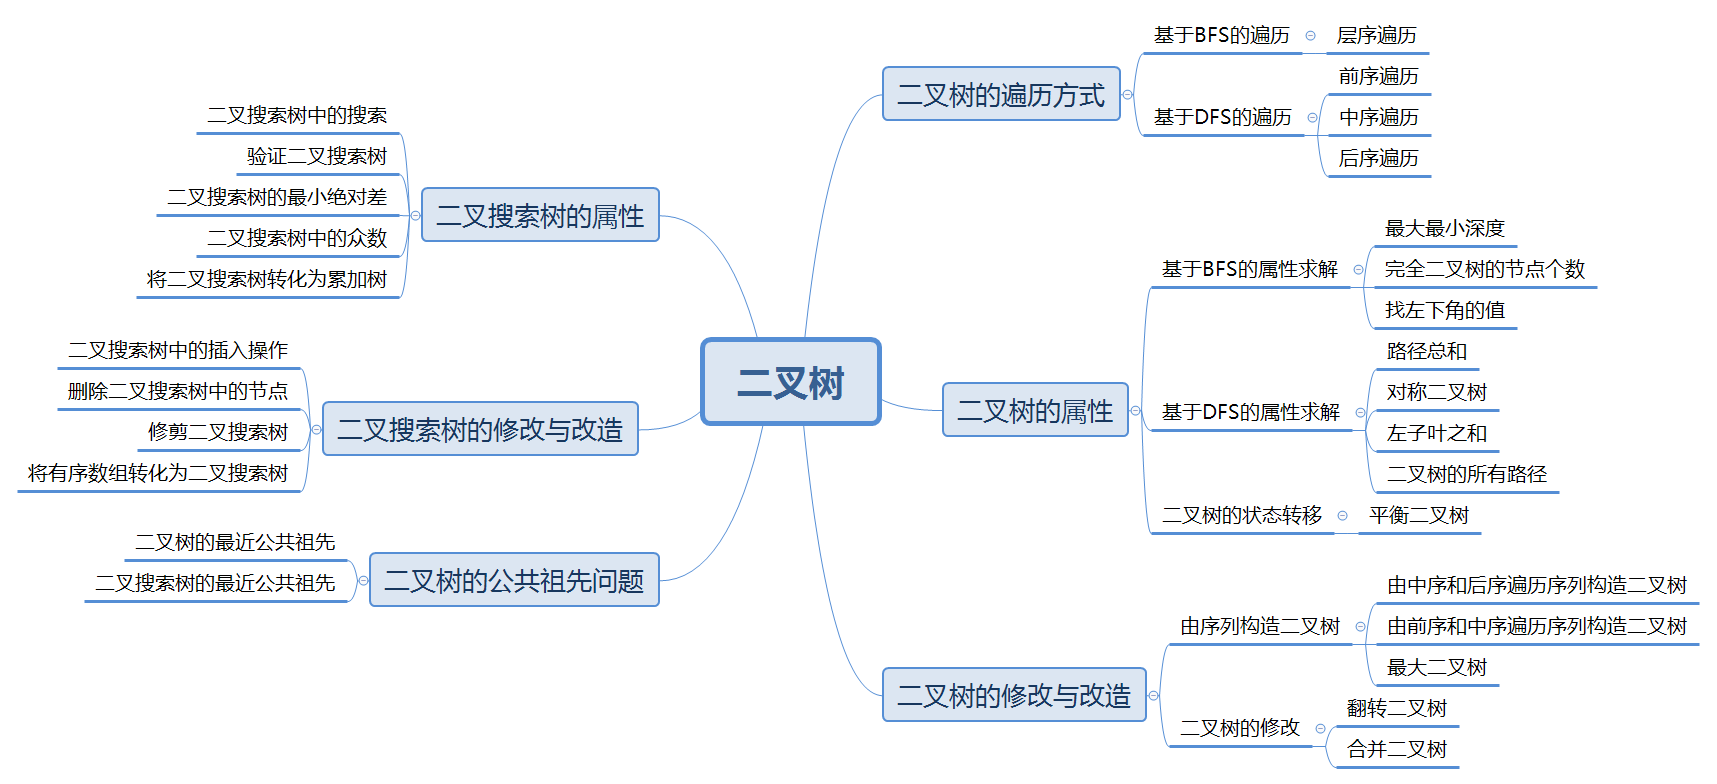 二叉树
二叉树的遍历方式
基于BFS的遍历
层序遍历
基于DFS的遍历
前序遍历
中序遍历
后序遍历
二叉树的属性
基于BFS的属性求解
最大最小深度
完全二叉树的节点个数
找左下角的值
基于DFS的属性求解
路径总和
对称二叉树
左子叶之和
二叉树的所有路径
二叉树的状态转移
平衡二叉树
二叉树的修改与改造
由序列构造二叉树
由中序和后序遍历序列构造二叉树
由前序和中序遍历序列构造二叉树
最大二叉树
二叉树的修改
翻转二叉树
合并二叉树
二叉搜索树的属性
二叉搜索树中的搜索
验证二叉搜索树
二叉搜索树的最小绝对差
二叉搜索树中的众数
将二叉搜索树转化为累加树
二叉搜索树的修改与改造
二叉搜索树中的插入操作
删除二叉搜索树中的节点
修剪二叉搜索树
将有序数组转化为二叉搜索树
二叉树的公共祖先问题
二叉树的最近公共祖先
二叉搜索树的最近公共祖先